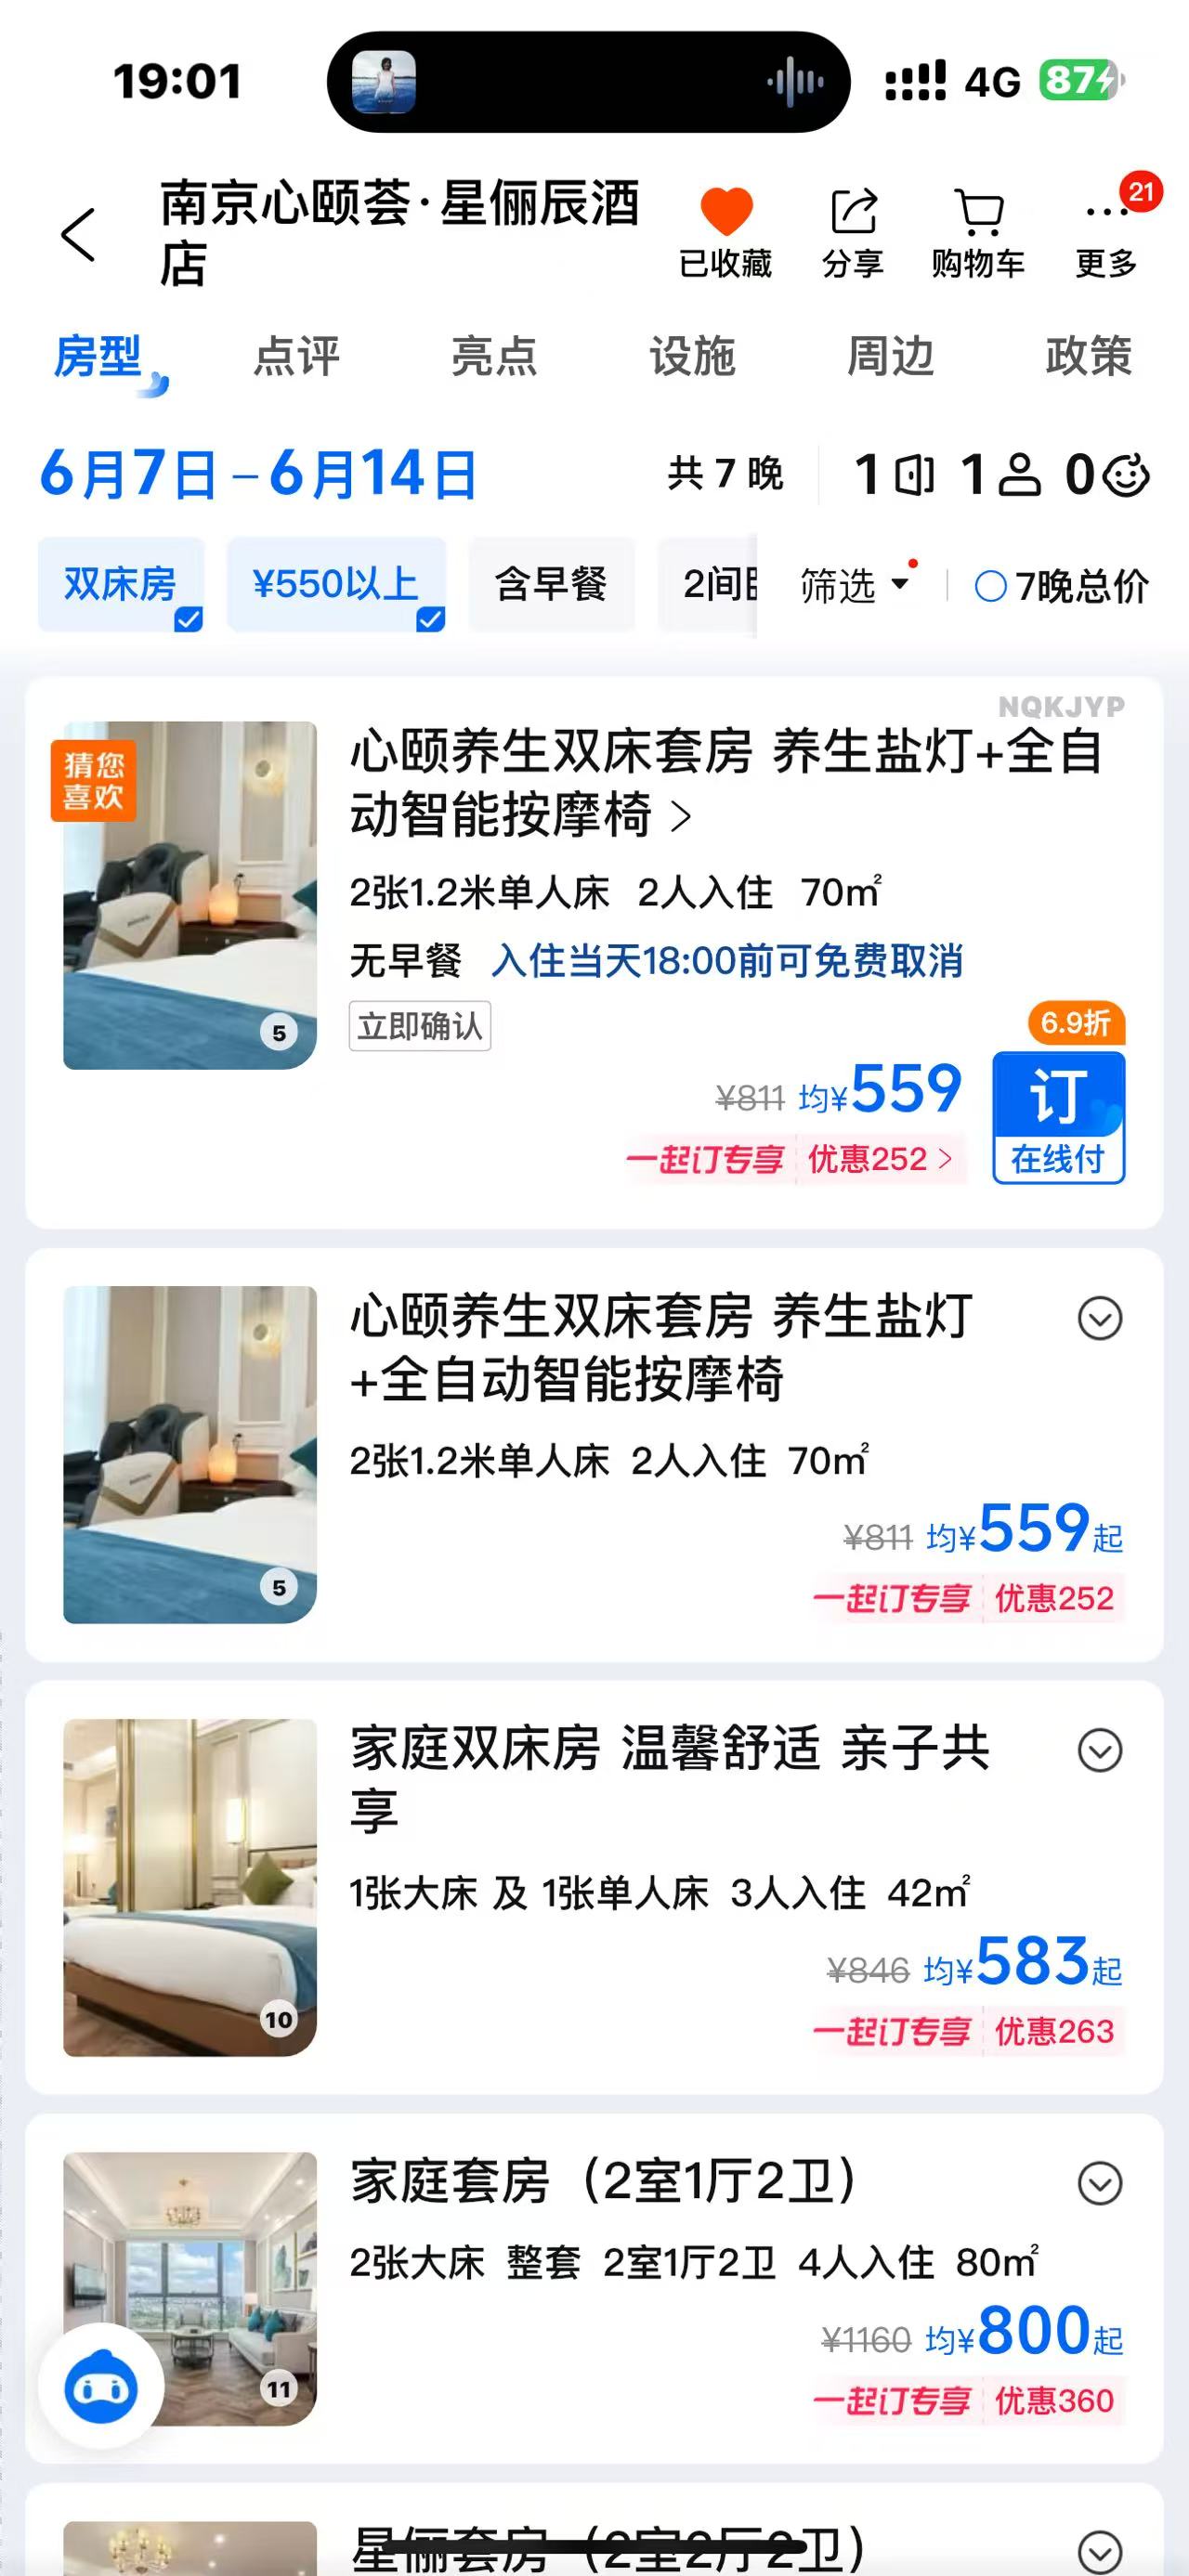 19:01
4G
87
南京心颐荟·星俪辰酒
店
已收藏
分享
购物车
更多
21
房型
点评
亮点
设施
周边
政策
6月7日 – 6月14日
共 7 晚
1
1
0
双床房
¥550以上
含早餐
2间
筛选
7晚总价
NQKJYP
猜您
喜欢
心颐养生双床套房 养生盐灯+全自
动智能按摩椅 >
2张1.2米单人床 2人入住 70㎡
无早餐 入住当天18:00前可免费取消
立即确认
5
6.9折
¥811 均¥559
订
在线付
一起订专享 优惠252 >
心颐养生双床套房 养生盐灯
+全自动智能按摩椅
2张1.2米单人床 2人入住 70㎡
5
¥811 均¥559起
一起订专享 优惠252
家庭双床房 温馨舒适 亲子共
享
1张大床 及 1张单人床 3人入住 42㎡
10
¥846 均¥583起
一起订专享 优惠263
家庭套房（2室1厅2卫）
2张大床 整套 2室1厅2卫 4人入住 80㎡
11
¥1160 均¥800起
一起订专享 优惠360
星俪套房（2室2厅2卫）